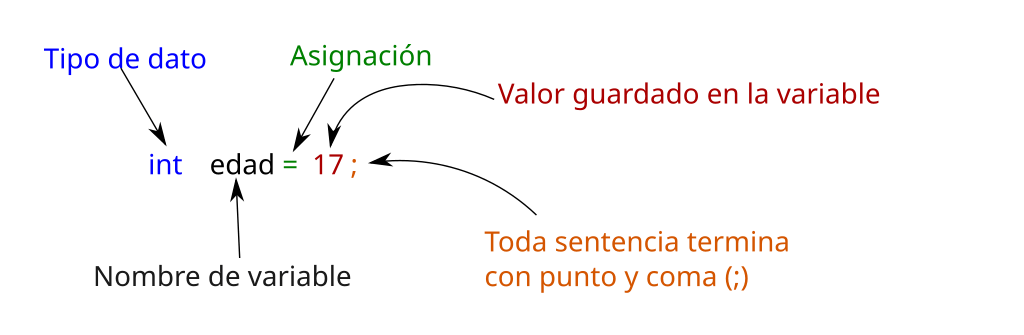 Tipo de dato
Asignación
Valor guardado en la variable
int edad = 17 ;
Nombre de variable
Toda sentencia termina
con punto y coma (;)